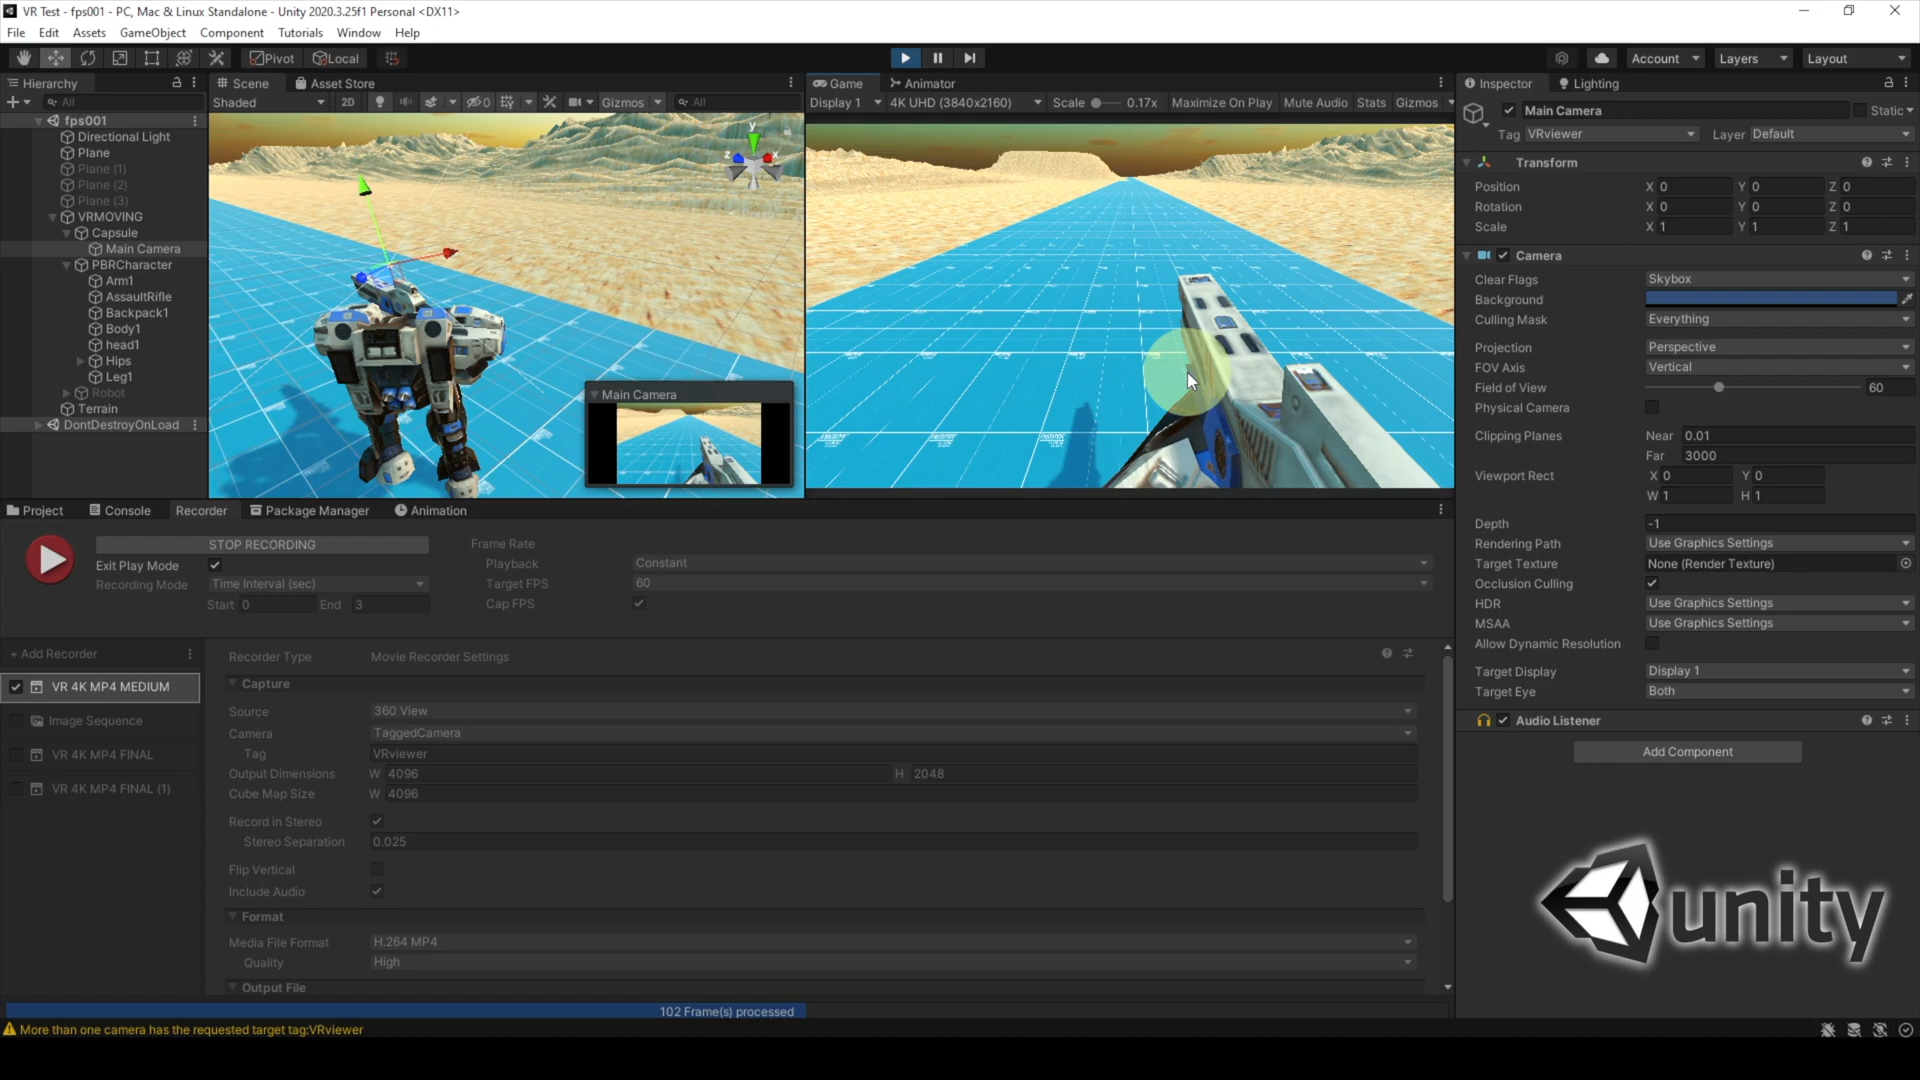 VR Test - fps001 - PC, Mac & Linux Standalone - Unity 2020.3.25f1 Personal <DX11>
File Edit Assets GameObject Component Tutorials Window Help
Pivot Local Account Layers Layout
Hierarchy Scene Asset Store Game Animator Inspector Lighting
All Shaded 2D 0 Gizmos All Display 1 4K UHD (3840x2160) Scale 0.17x Maximize On Play Mute Audio Stats Gizmos
Main Camera Static
Tag VRviewer Layer Default
fps001
Directional Light
Plane
Plane (1)
Plane (2)
Plane (3)
VRMOVING
Capsule
Main Camera
PBRCharacter
Arm1
AssaultRifle
Backpack1
Body1
head1
Hips
Leg1
Robot
Terrain
DontDestroyOnLoad
y
z x
Main Camera
Transform
Position X 0 Y 0 Z 0
Rotation X 0 Y 0 Z 0
Scale X 1 Y 1 Z 1
Camera
Clear Flags Skybox
Background
Culling Mask Everything
Projection Perspective
FOV Axis Vertical
Field of View 60
Physical Camera
Clipping Planes Near 0.01
Far 3000
Viewport Rect X 0 Y 0
W 1 H 1
Depth -1
Rendering Path Use Graphics Settings
Target Texture None (Render Texture)
Occlusion Culling
HDR Use Graphics Settings
MSAA Use Graphics Settings
Allow Dynamic Resolution
Target Display Display 1
Target Eye Both
Audio Listener
Add Component
Project Console Recorder Package Manager Animation
STOP RECORDING
Exit Play Mode
Recording Mode Time Interval (sec)
Start 0 End 3
Frame Rate
Playback Constant
Target FPS 60
Cap FPS
+ Add Recorder
VR 4K MP4 MEDIUM
Image Sequence
VR 4K MP4 FINAL
VR 4K MP4 FINAL (1)
Recorder Type Movie Recorder Settings
Capture
Source 360 View
Camera TaggedCamera
Tag VRviewer
Output Dimensions W 4096 H 2048
Cube Map Size W 4096
Record in Stereo
Stereo Separation 0.025
Flip Vertical
Include Audio
Format
Media File Format H.264 MP4
Quality High
Output File
102 Frame(s) processed
More than one camera has the requested target tag:VRviewer
unity